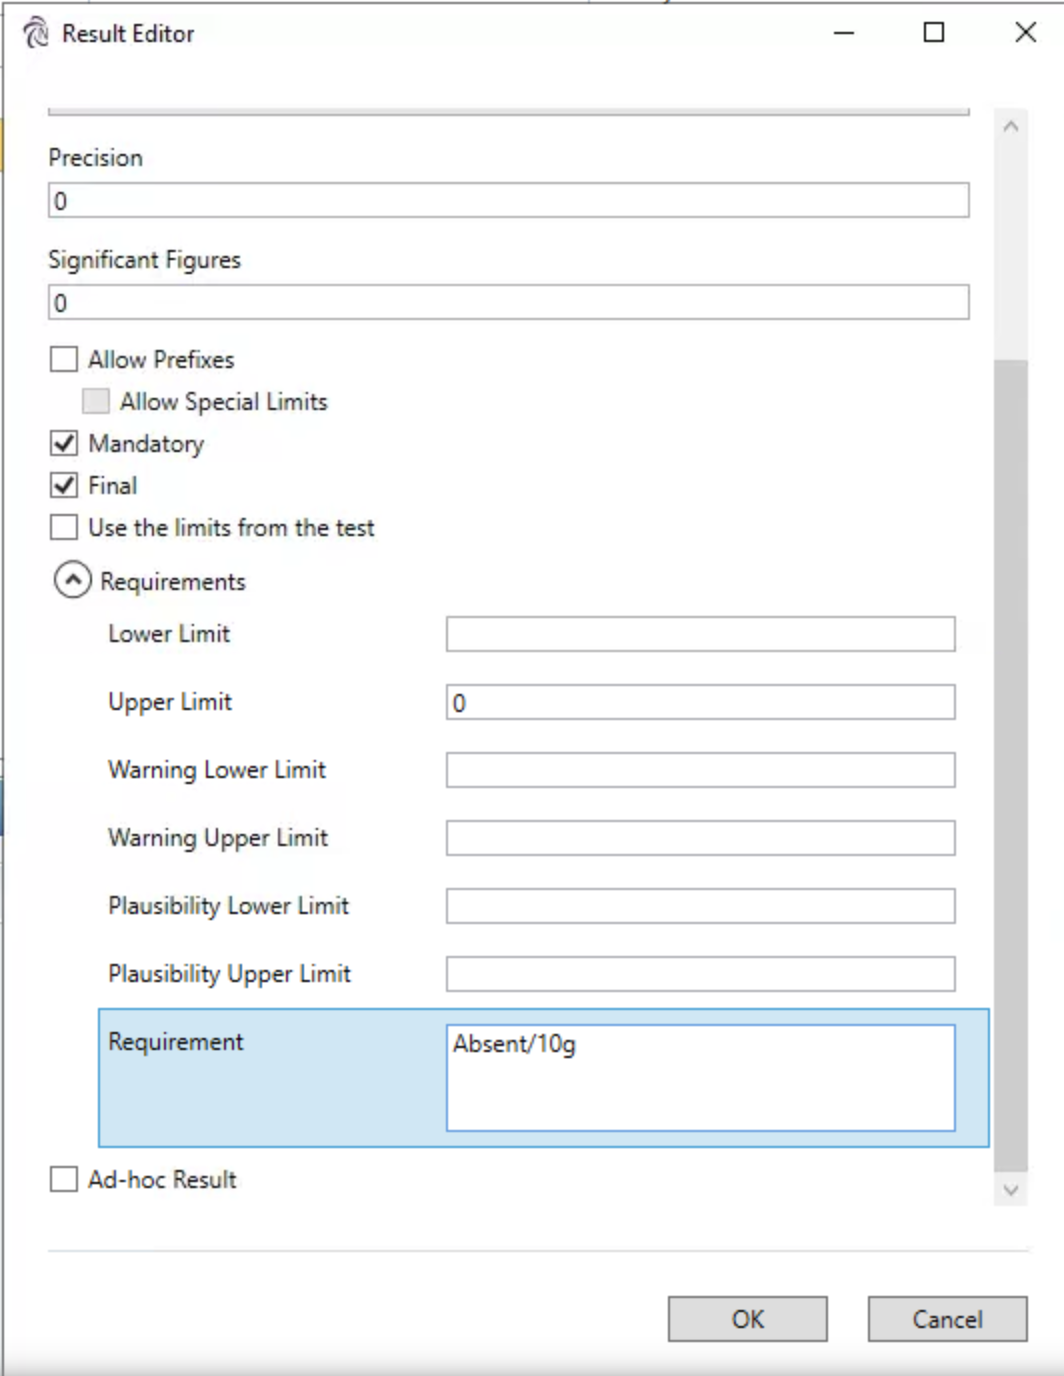 Result Editor
Precision
0
Significant Figures
0
Allow Prefixes
Allow Special Limits
Mandatory
Final
Use the limits from the test
Requirements
Lower Limit
Upper Limit 0
Warning Lower Limit
Warning Upper Limit
Plausibility Lower Limit
Plausibility Upper Limit
Requirement Absent/10g
Ad-hoc Result
OK Cancel